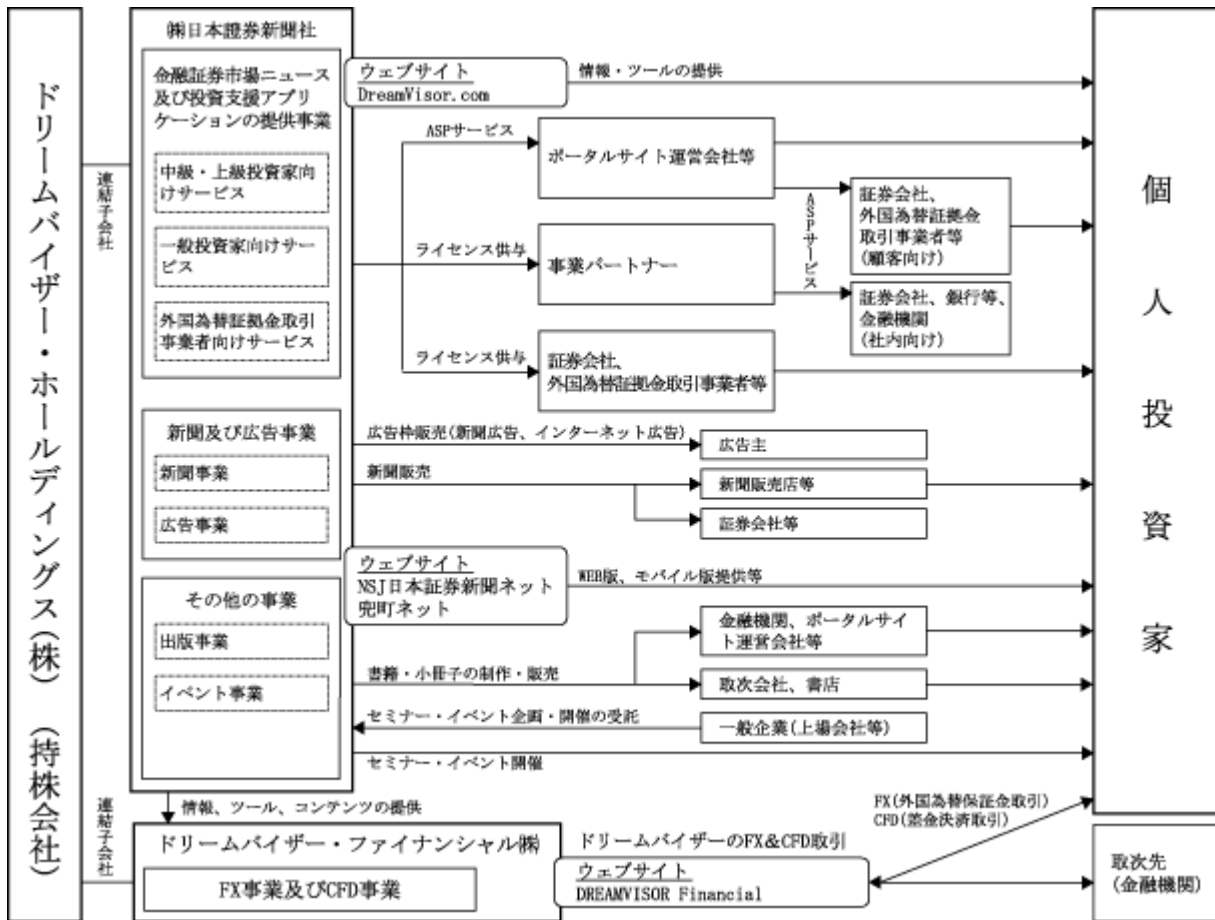 ドリームバイザー・ホールディングス(株) (持株会社)
連結子会社
連結子会社
㈱日本證券新聞社
金融証券市場ニュース
及び投資支援アプリ
ケーションの提供事業
中級・上級投資家向
けサービス
一般投資家向けサー
ビス
外国為替証拠金取引
事業者向けサービス
新聞及び広告事業
新聞事業
広告事業
その他の事業
出版事業
イベント事業
ウェブサイト
DreamVisor.com
情報・ツールの提供
ASPサービス
ポータルサイト運営会社等
ライセンス供与
事業パートナー
ASPサービス
証券会社、
外国為替証拠金
取引事業者等
(顧客向け)
証券会社、銀行等、
金融機関
(社内向け)
ライセンス供与
証券会社、
外国為替証拠金取引事業者等
広告枠販売(新聞広告、インターネット広告)
広告主
新聞販売
新聞販売店等
証券会社等
ウェブサイト
NSJ日本証券新聞ネット
兜町ネット
WEB版、モバイル版提供等
金融機関、ポータルサイ
ト運営会社等
書籍・小冊子の制作・販売
取次会社、書店
セミナー・イベント企画・開催の受託
一般企業(上場会社等)
セミナー・イベント開催
個人投資家
情報、ツール、コンテンツの提供
ドリームバイザー・ファイナンシャル㈱
FX事業及びCFD事業
ドリームバイザーのFX&CFD取引
ウェブサイト
DREAMVISOR Financial
FX(外国為替保証金取引)
CFD(差金決済取引)
取次先
(金融機関)